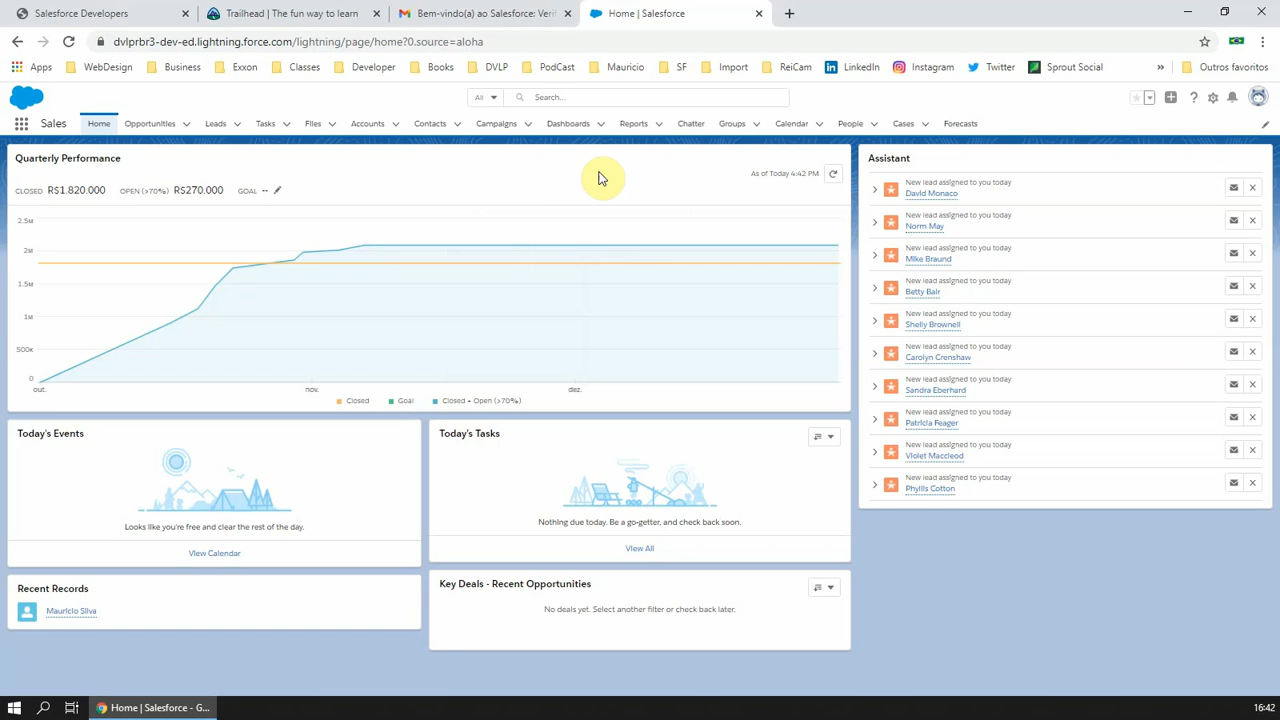 Salesforce Developers
Trailhead | The fun way to learn
Bem-vindo(a) ao Salesforce: Veri
Home | Salesforce
dvlprbr3-dev-ed.lightning.force.com/lightning/page/home?0.source=aloha
Apps WebDesign Business Exxon Classes Developer Books DVLP PodCast Mauricio SF Import ReiCam LinkedIn Instagram Twitter Sprout Social » Outros favoritos
All Search...
Sales Home Opportunities Leads Tasks Files Accounts Contacts Campaigns Dashboards Reports Chatter Groups Calendar People Cases Forecasts
Quarterly Performance
As of Today 4:42 PM
CLOSED R$1.820.000 OPEN (>70%) R$270.000 GOAL --
2.5M
2M
1.5M
1M
500K
0
out. nov. dez.
Closed Goal Closed + Open (>70%)
Today's Events
Looks like you're free and clear the rest of the day.
View Calendar
Today's Tasks
Nothing due today. Be a go-getter, and check back soon.
View All
Recent Records
Mauricio Silva
Key Deals - Recent Opportunities
No deals yet. Select another filter or check back later.
Assistant
New lead assigned to you today
David Monaco
New lead assigned to you today
Norm May
New lead assigned to you today
Mike Braund
New lead assigned to you today
Betty Bair
New lead assigned to you today
Shelly Brownell
New lead assigned to you today
Carolyn Crenshaw
New lead assigned to you today
Sandra Eberhard
New lead assigned to you today
Patricia Feager
New lead assigned to you today
Violet Maccleod
New lead assigned to you today
Phyllis Cotton
Home | Salesforce - G...
16:42